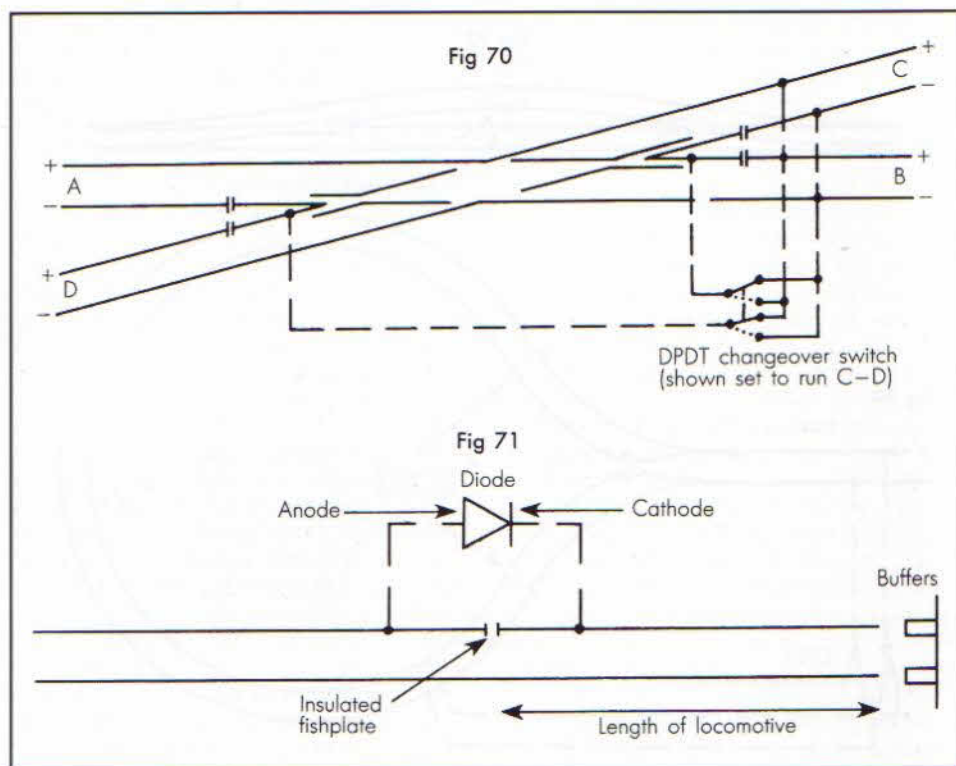 Fig 70
+
C
−
+
A
−
+
B
−
+
D
−
DPDT changeover switch
(shown set to run C–D)
Fig 71
Diode
Anode
Cathode
Buffers
Insulated
fishplate
Length of locomotive